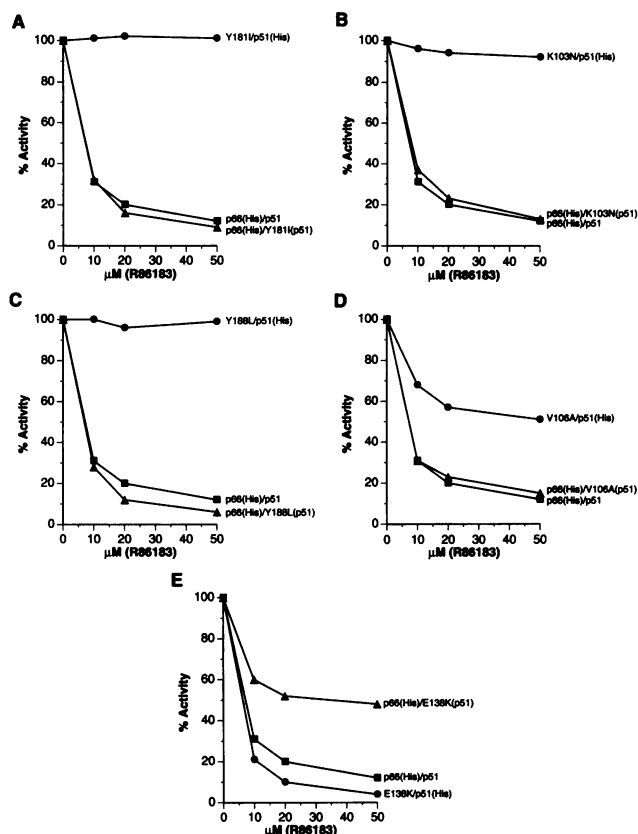 A
100
80
60
40
20
0
% Activity
0 10 20 30 40 50
μM (R86183)
Y181I/p51(His)
p66(His)/p51
p66(His)/Y181I(p51)
B
100
80
60
40
20
0
% Activity
0 10 20 30 40 50
μM (R86183)
K103N/p51(His)
p66(His)/K103N(p51)
p66(His)/p51
C
100
80
60
40
20
0
% Activity
0 10 20 30 40 50
μM (R86183)
Y188L/p51(His)
p66(His)/p51
p66(His)/Y188L(p51)
D
100
80
60
40
20
0
% Activity
0 10 20 30 40 50
μM (R86183)
V106A/p51(His)
p66(His)/V106A(p51)
p66(His)/p51
E
100
80
60
40
20
0
% Activity
0 10 20 30 40 50
μM (R86183)
p66(His)/E138K(p51)
p66(His)/p51
E138K/p51(His)